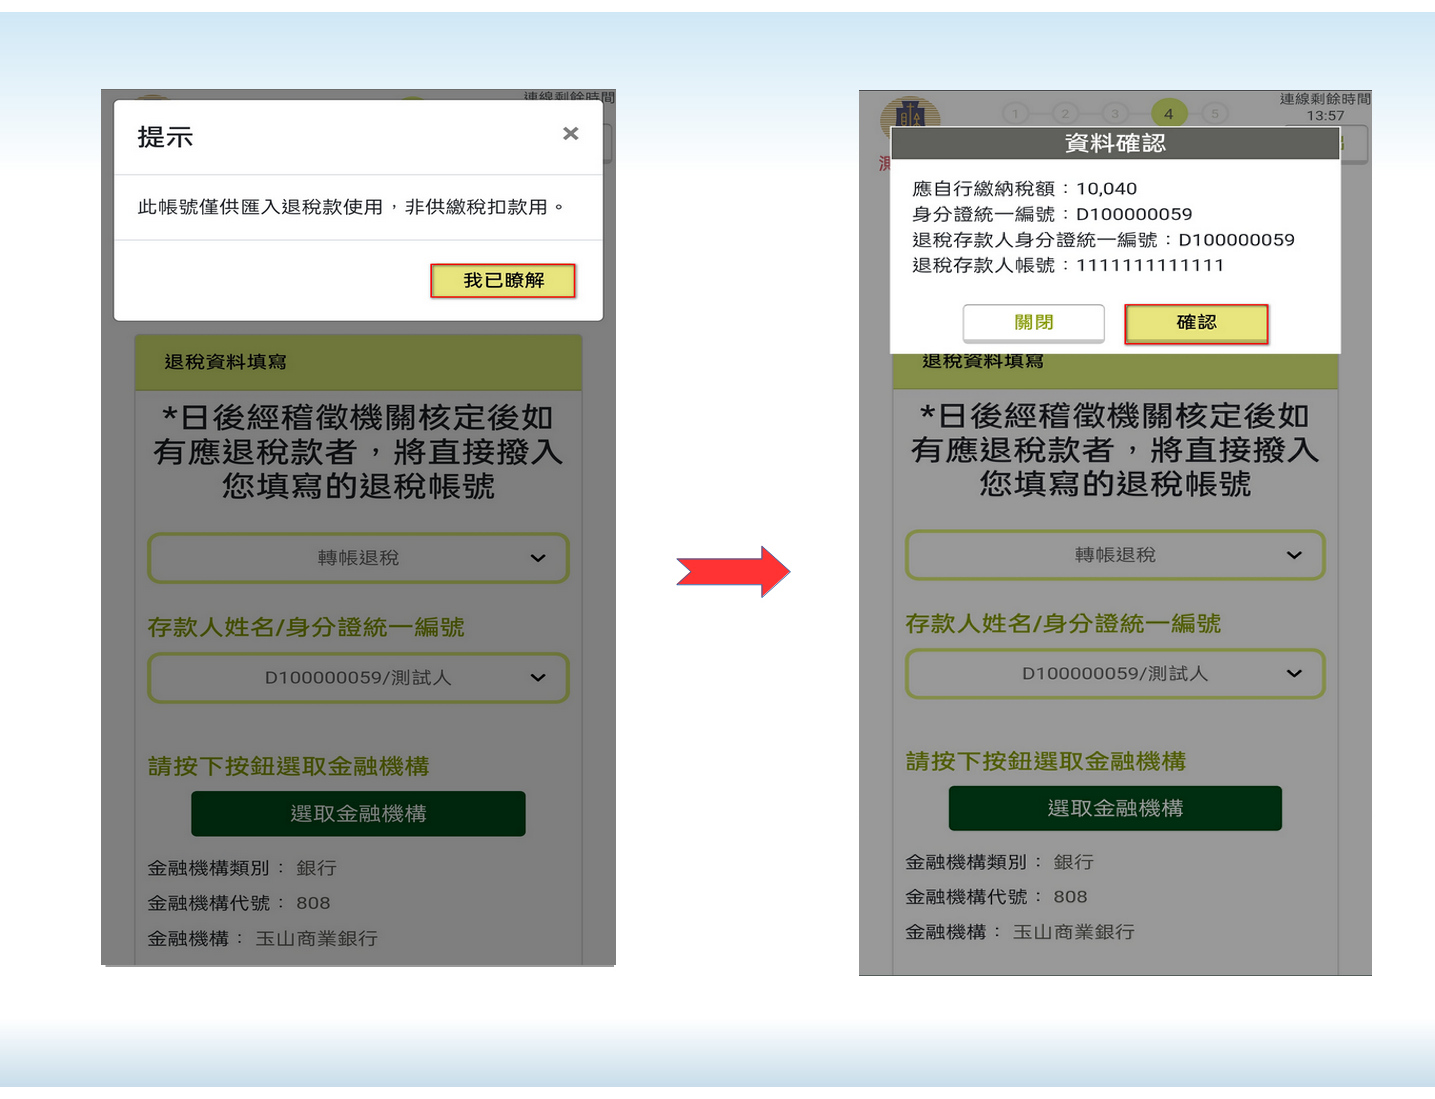 連線剩餘時間
提示
×
此帳號僅供匯入退稅款使用，非供繳稅扣款用。
我已瞭解
退稅資料填寫
*日後經稽徵機關核定後如
有應退稅款者，將直接撥入
您填寫的退稅帳號
轉帳退稅
存款人姓名/身分證統一編號
D100000059/測試人
請按下按鈕選取金融機構
選取金融機構
金融機構類別： 銀行
金融機構代號： 808
金融機構： 玉山商業銀行
1 2 3 4 5
連線剩餘時間
13:57
資料確認
應自行繳納稅額：10,040
身分證統一編號：D100000059
退稅存款人身分證統一編號：D100000059
退稅存款人帳號：1111111111111
關閉 確認
退稅資料填寫
*日後經稽徵機關核定後如
有應退稅款者，將直接撥入
您填寫的退稅帳號
轉帳退稅
存款人姓名/身分證統一編號
D100000059/測試人
請按下按鈕選取金融機構
選取金融機構
金融機構類別： 銀行
金融機構代號： 808
金融機構： 玉山商業銀行